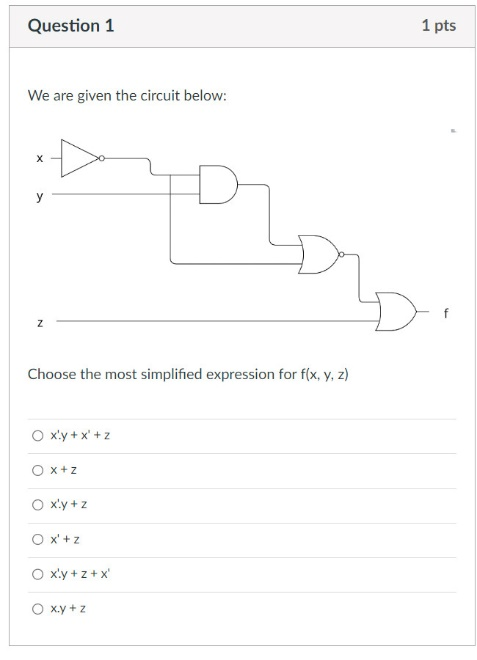 Question 1 1 pts
We are given the circuit below:
x
y
z
f
Choose the most simplified expression for f(x, y, z)
x'.y + x' + z
x + z
x'.y + z
x' + z
x'.y + z + x'
x.y + z